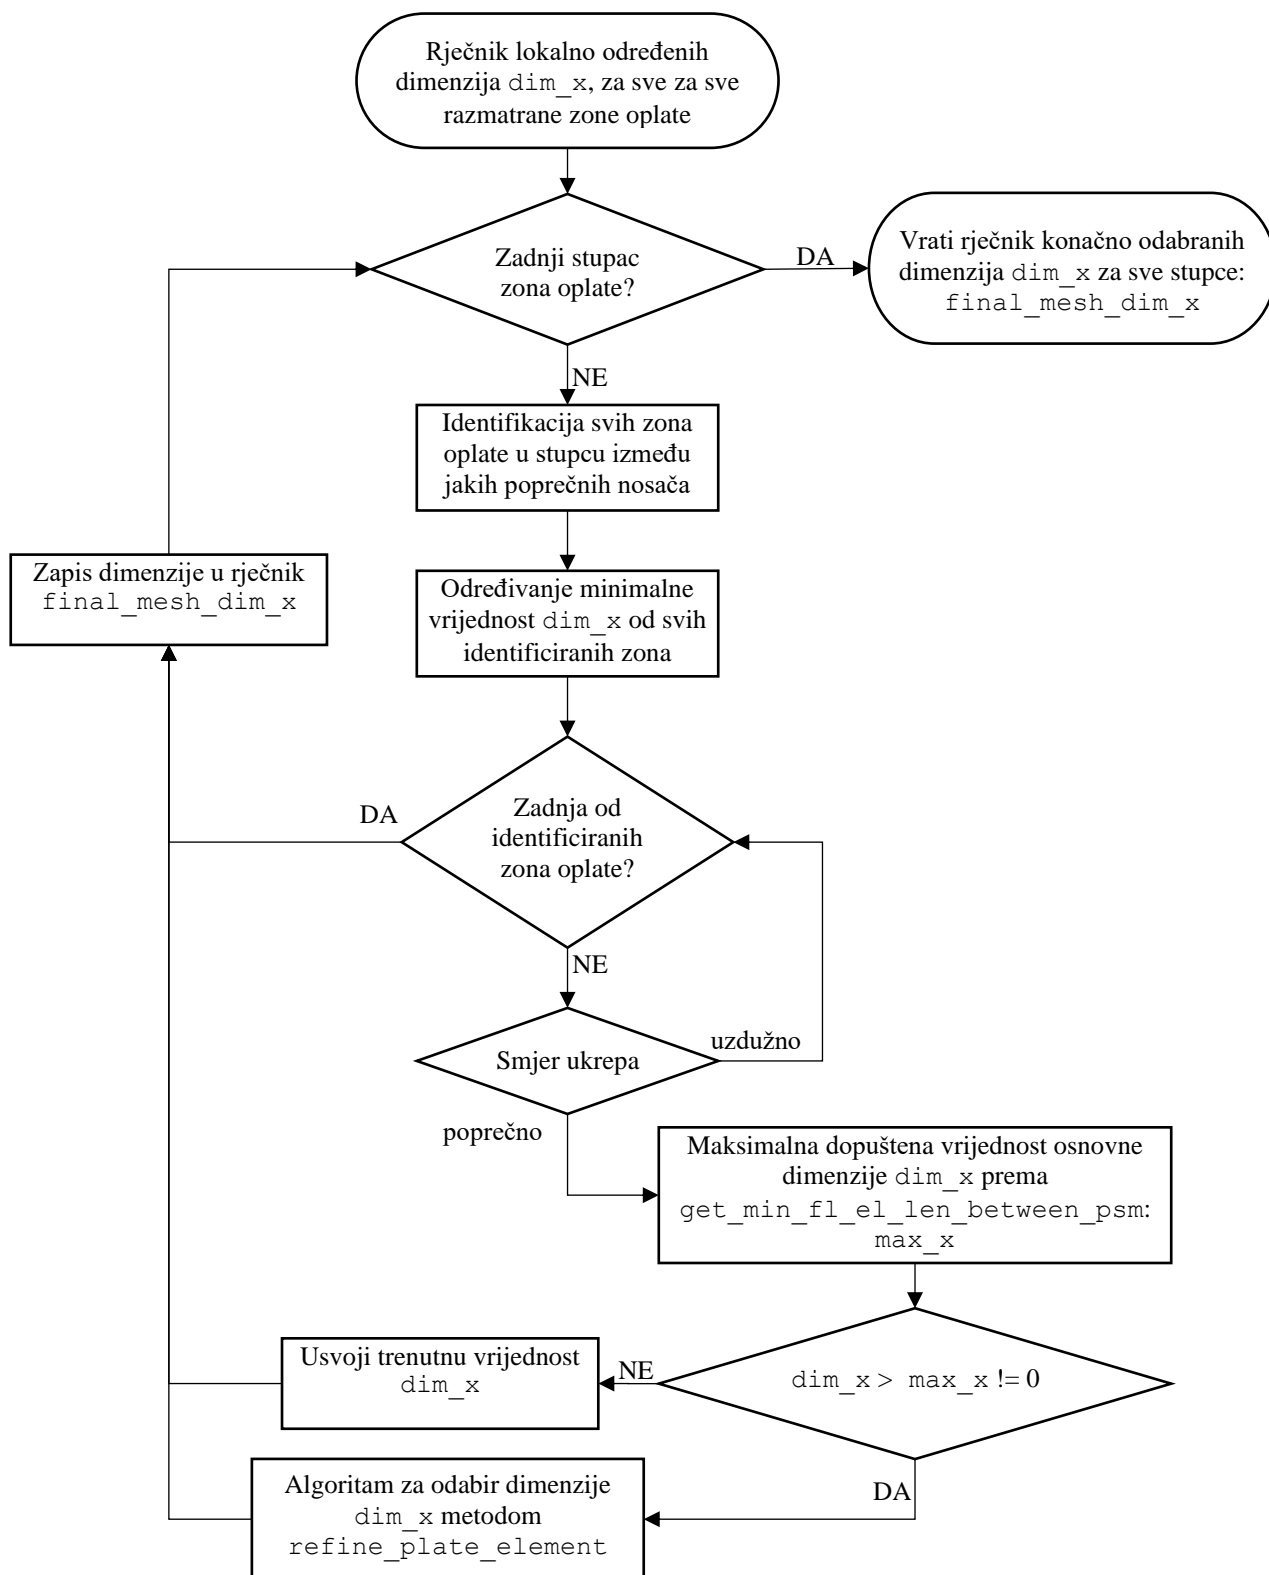 Rječnik lokalno određenih
dimenzija dim_x, za sve za sve
razmatrane zone oplate
Zadnji stupac
zona oplate?
DA
Vrati rječnik konačno odabranih
dimenzija dim_x za sve stupce:
final_mesh_dim_x
NE
Identifikacija svih zona
oplate u stupcu između
jakih poprečnih nosača
Zapis dimenzije u rječnik
final_mesh_dim_x
Određivanje minimalne
vrijednost dim_x od svih
identificiranih zona
DA
Zadnja od
identificiranih
zona oplate?
NE
Smjer ukrepa
uzdužno
poprečno
Maksimalna dopuštena vrijednost osnovne
dimenzije dim_x prema
get_min_fl_el_len_between_psm:
max_x
Usvoji trenutnu vrijednost
dim_x
NE
dim_x > max_x != 0
DA
Algoritam za odabir dimenzije
dim_x metodom
refine_plate_element